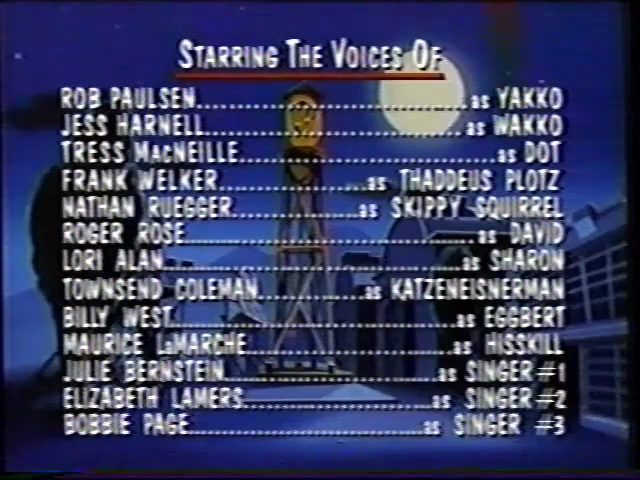 STARRING THE VOICES OF
ROB PAULSEN..............................as YAKKO
JESS HARNELL..............................as WAKKO
TRESS MACNEILLE..............................as DOT
FRANK WELKER..................as THADDEUS PLOTZ
NATHAN RUEGGER...............as SKIPPY SQUIRREL
ROGER ROSE..................................as DAVID
LORI ALAN...................................as SHARON
TOWNSEND COLEMAN.............as KATZENEISNERMAN
BILLY WEST.................................as EGGBERT
MAURICE LaMARCHE.........................as HISSKILL
JULIE BERNSTEIN..........................as SINGER #1
ELIZABETH LAMERS.......................as SINGER #2
BOBBIE PAGE.............................as SINGER #3